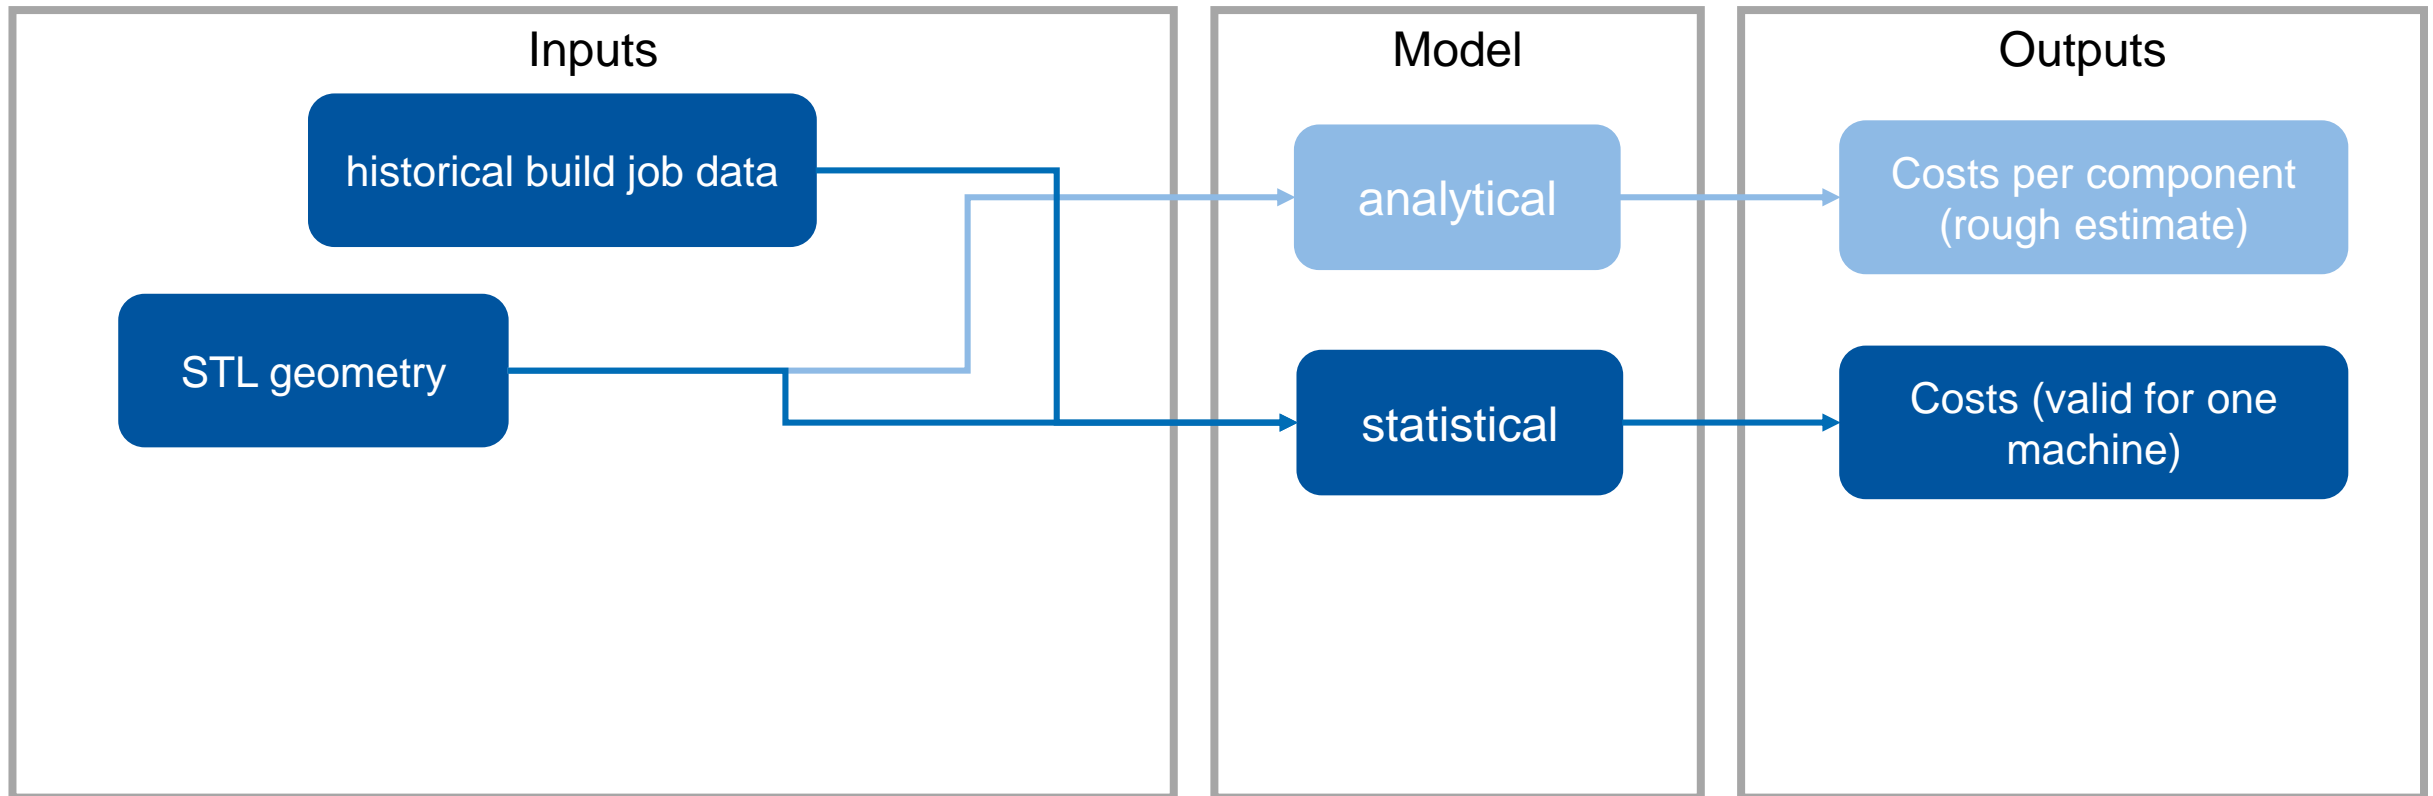 Inputs
Model
Outputs
historical build job data
analytical
Costs per component
(rough estimate)
STL geometry
statistical
Costs (valid for one
machine)